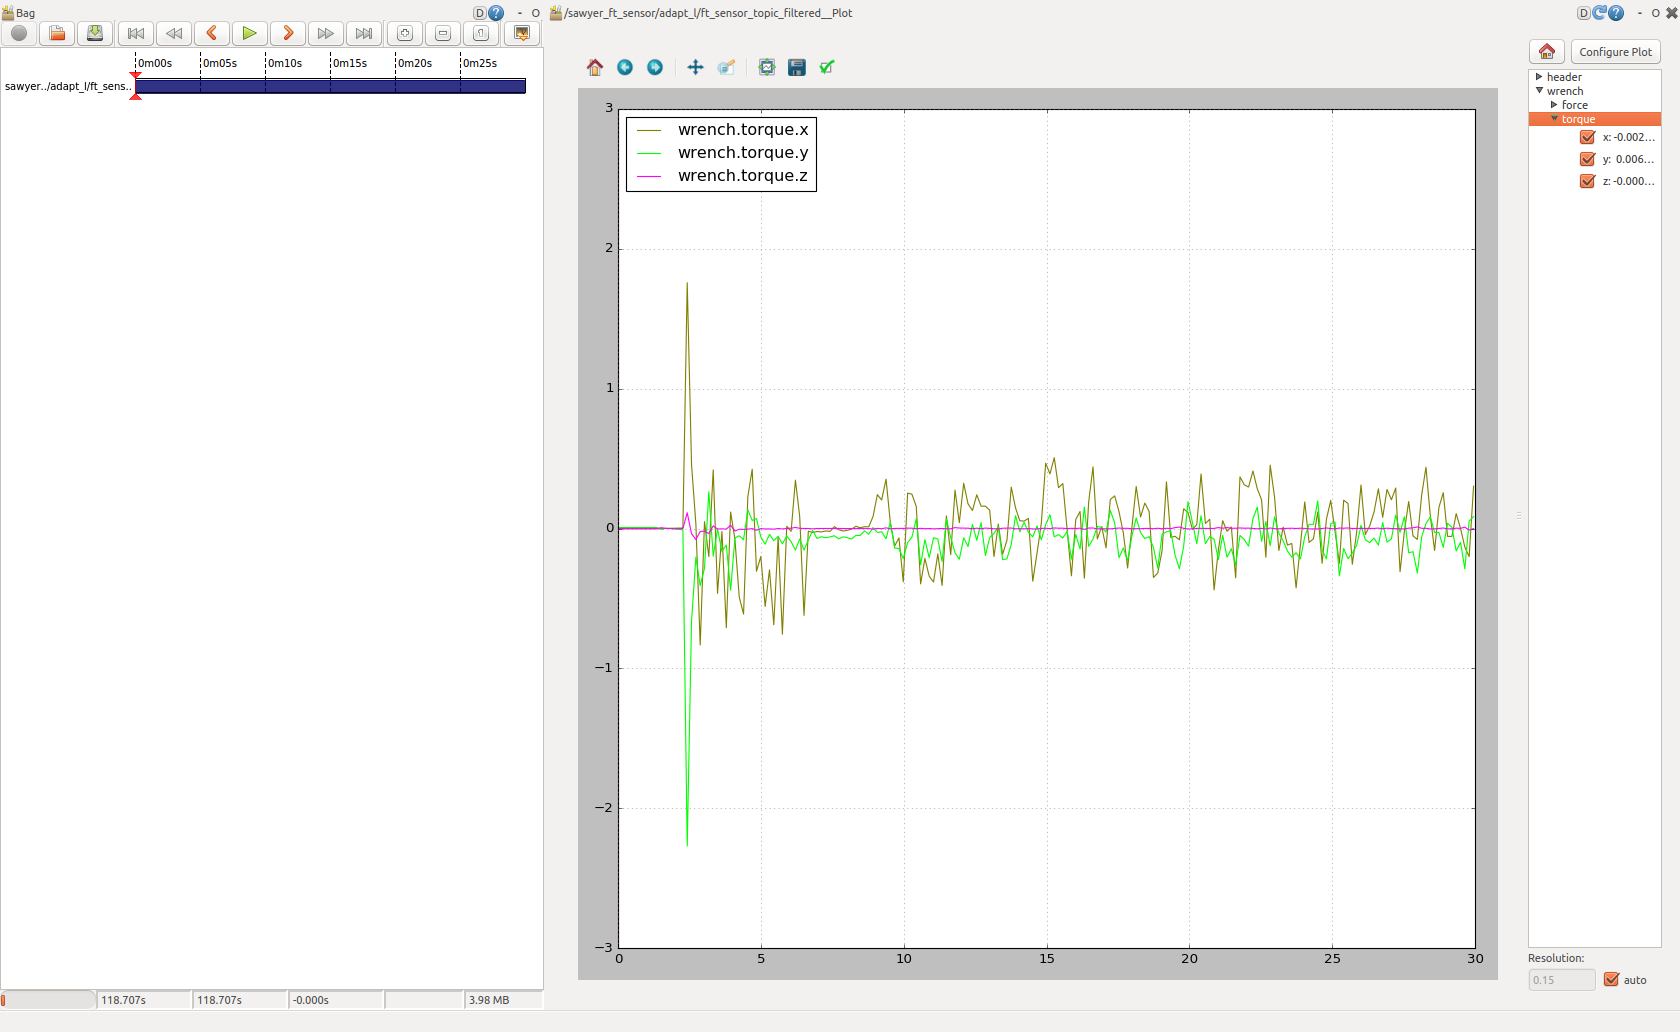 Bag
D
?
-
O
0m00s
0m05s
0m10s
0m15s
0m20s
0m25s
sawyer../adapt_l/ft_sens..
118.707s
118.707s
-0.000s
3.98 MB
/sawyer_ft_sensor/adapt_l/ft_sensor_topic_filtered__Plot
D
?
-
O
wrench.torque.x
wrench.torque.y
wrench.torque.z
3
2
1
0
−1
−2
−3
0
5
10
15
20
25
30
Configure Plot
header
wrench
force
torque
x: -0.002...
y: 0.006...
z: -0.000...
Resolution:
0.15
auto